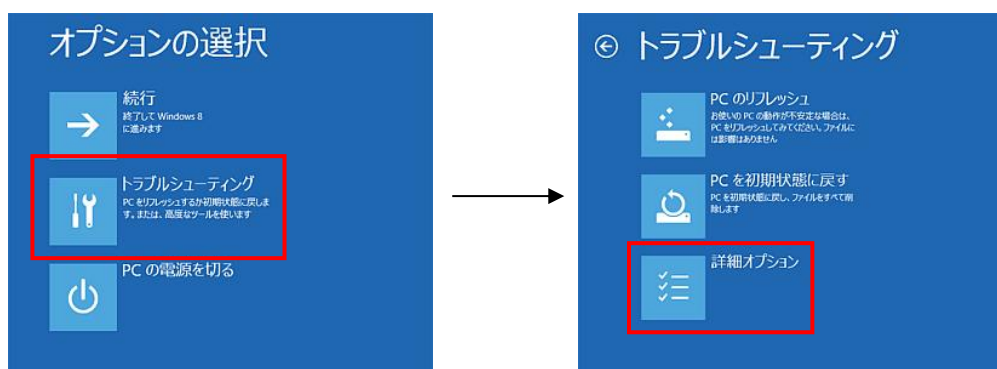 オプションの選択
続行
終了して Windows 8
に進みます
トラブルシューティング
PC をリフレッシュするか初期状態に戻しま
す。または、高度なツールを使います
PC の電源を切る
トラブルシューティング
PC のリフレッシュ
お使いの PC の動作が不安定な場合は、
PC をリフレッシュしてみてください。ファイルに
は影響はありません
PC を初期状態に戻す
PC を初期状態に戻し、ファイルをすべて削
除します
詳細オプション